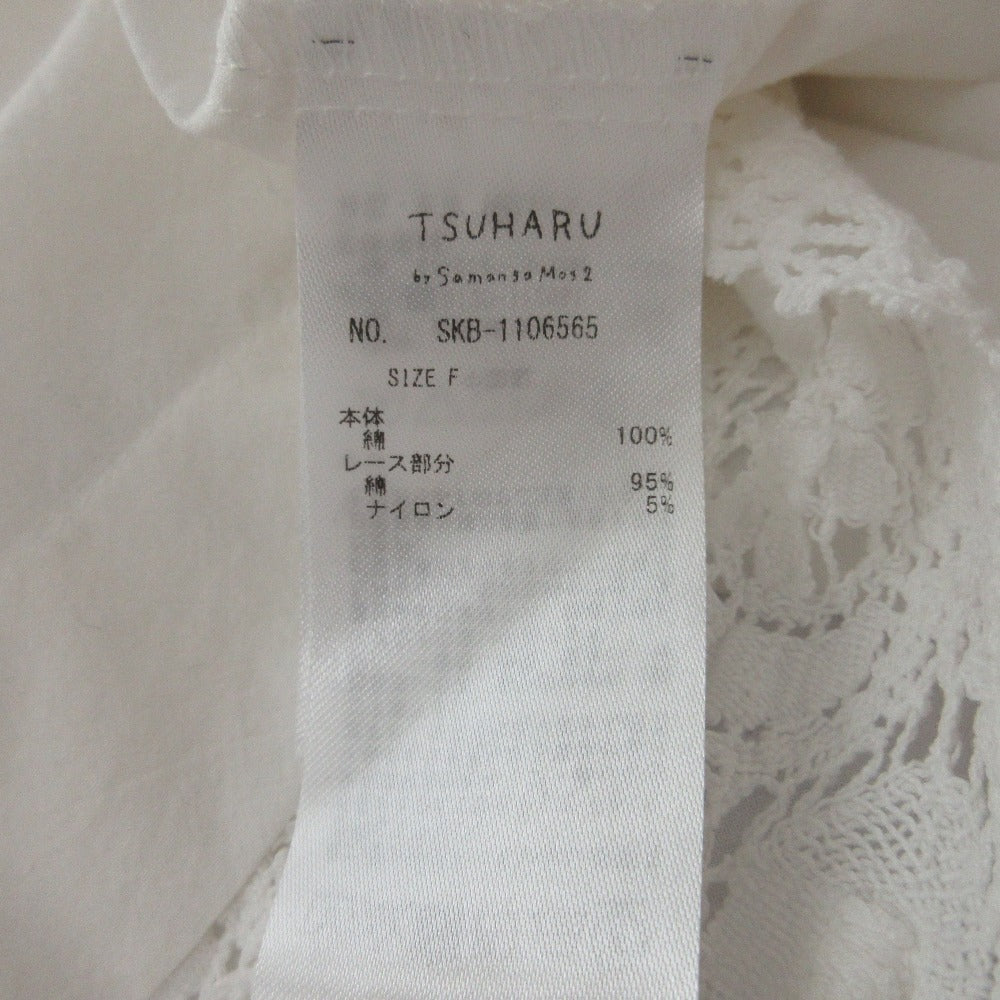 TSUHARU
by Samansa Mos2
NO. SKB-1106565
SIZE F
本体
綿 100%
レース部分
綿 95%
ナイロン 5%